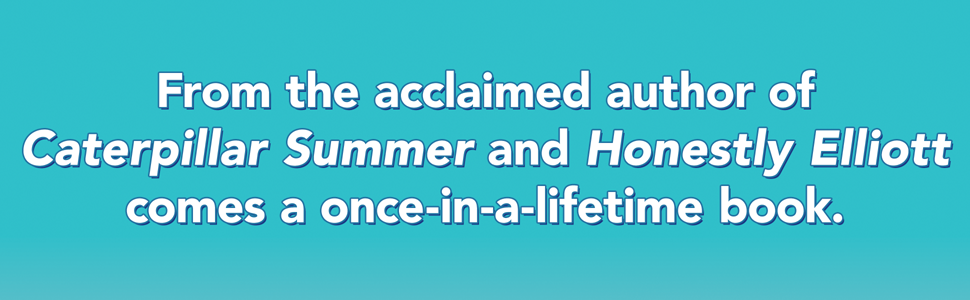 From the acclaimed author of
Caterpillar Summer and Honestly Elliott
comes a once-in-a-lifetime book.